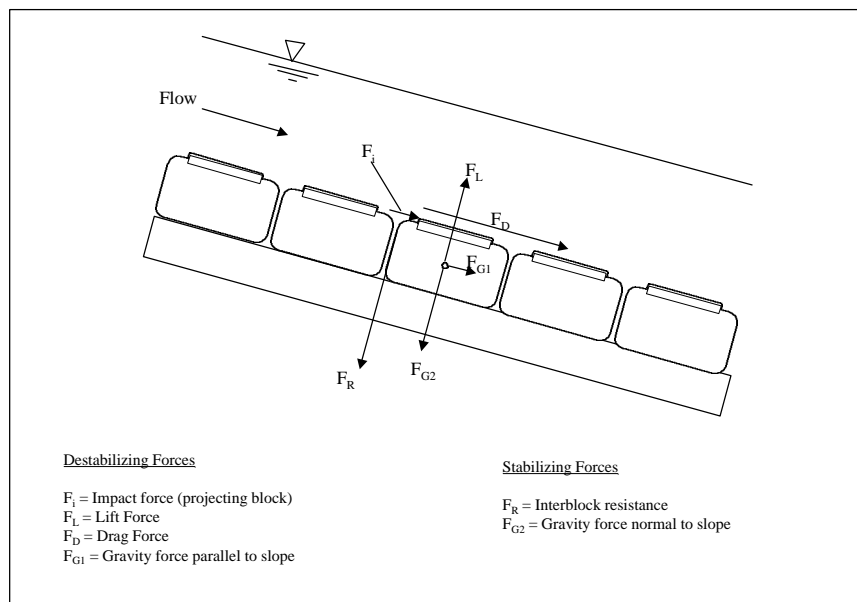 Flow
Fi
FL
FD
FG1
FR
FG2
Destabilizing Forces
Fi = Impact force (projecting block)
FL = Lift Force
FD = Drag Force
FG1 = Gravity force parallel to slope
Stabilizing Forces
FR = Interblock resistance
FG2 = Gravity force normal to slope